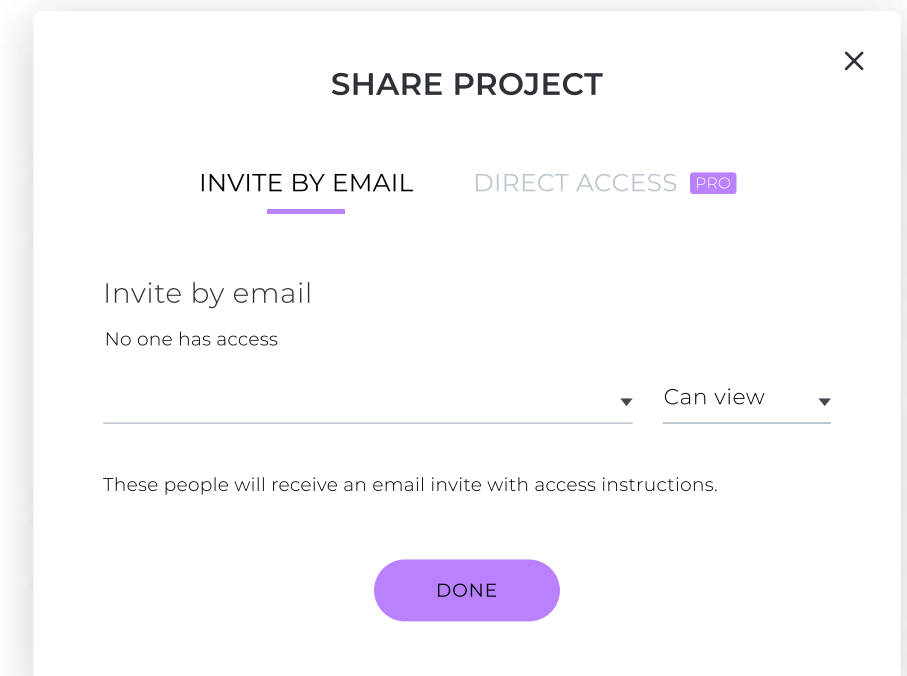 SHARE PROJECT
INVITE BY EMAIL DIRECT ACCESS PRO
Invite by email
No one has access
Can view
These people will receive an email invite with access instructions.
DONE